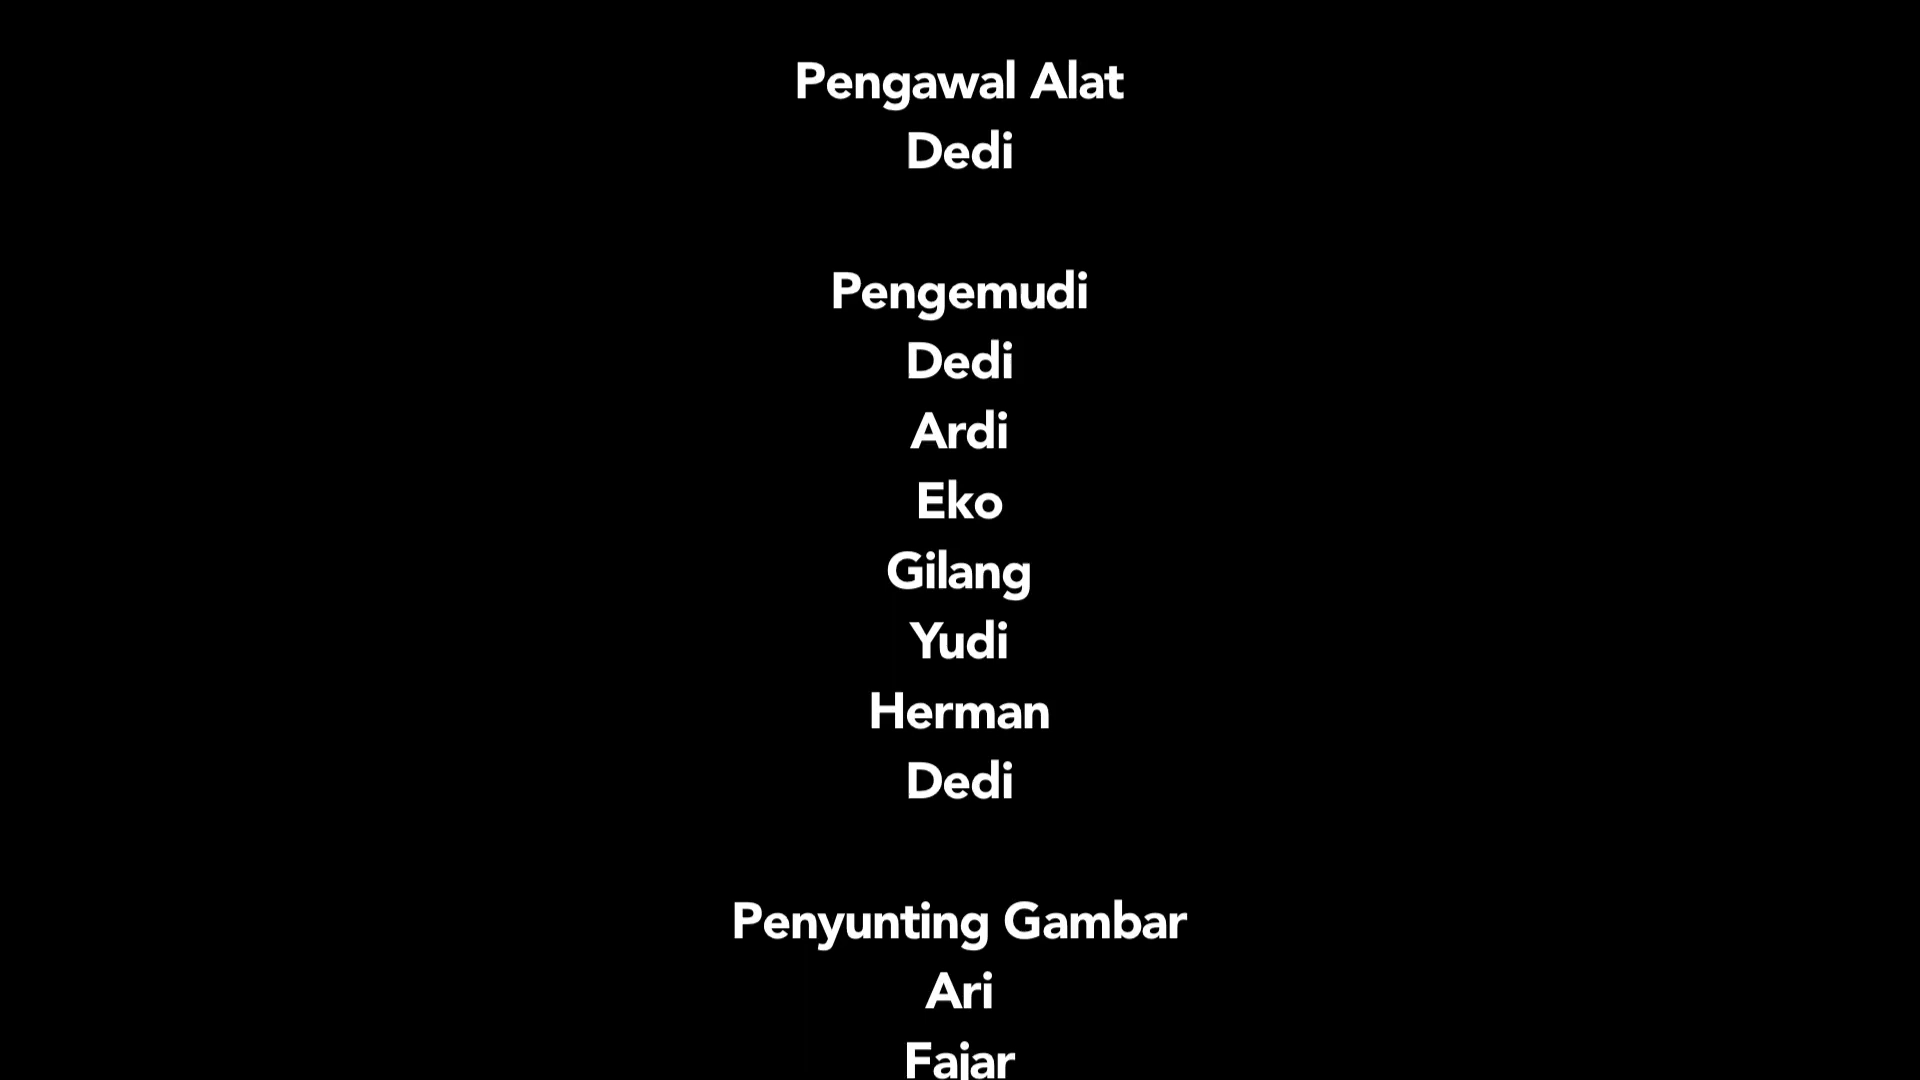 Pengawal Alat
Dedi
Pengemudi
Dedi
Ardi
Eko
Gilang
Yudi
Herman
Dedi
Penyunting Gambar
Ari
Fajar